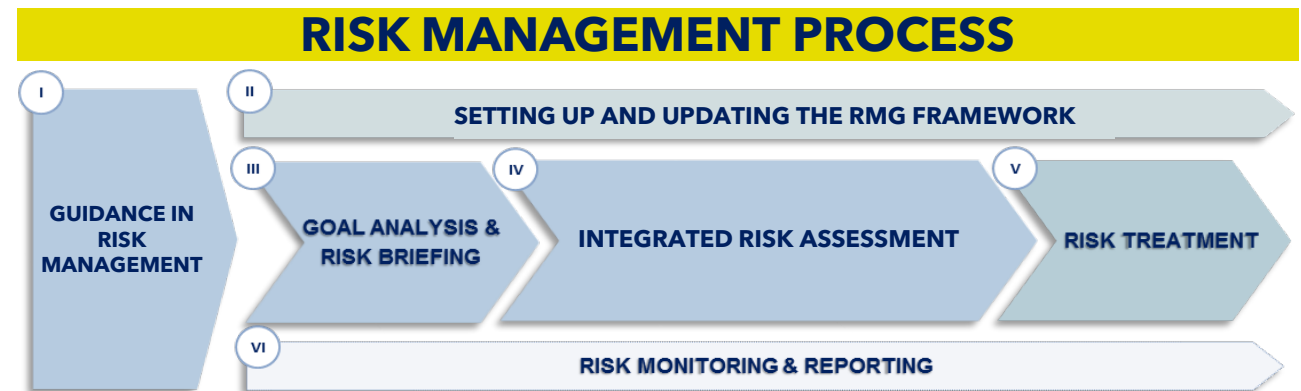 RISK MANAGEMENT PROCESS
I
GUIDANCE IN
RISK
MANAGEMENT
II
SETTING UP AND UPDATING THE RMG FRAMEWORK
III
GOAL ANALYSIS &
RISK BRIEFING
IV
INTEGRATED RISK ASSESSMENT
V
RISK TREATMENT
VI
RISK MONITORING & REPORTING